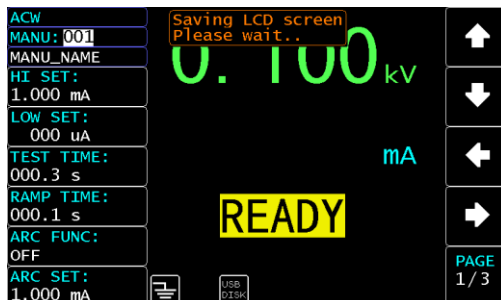 ACW
MANU: 001
MANU_NAME
HI SET:
1.000 mA
LOW SET:
000 uA
TEST TIME:
000.3 s
RAMP TIME:
000.1 s
ARC FUNC:
OFF
ARC SET:
1.000 mA
Saving LCD screen
Please wait..
0.100 kV
mA
READY
USB
DISK
PAGE
1/3